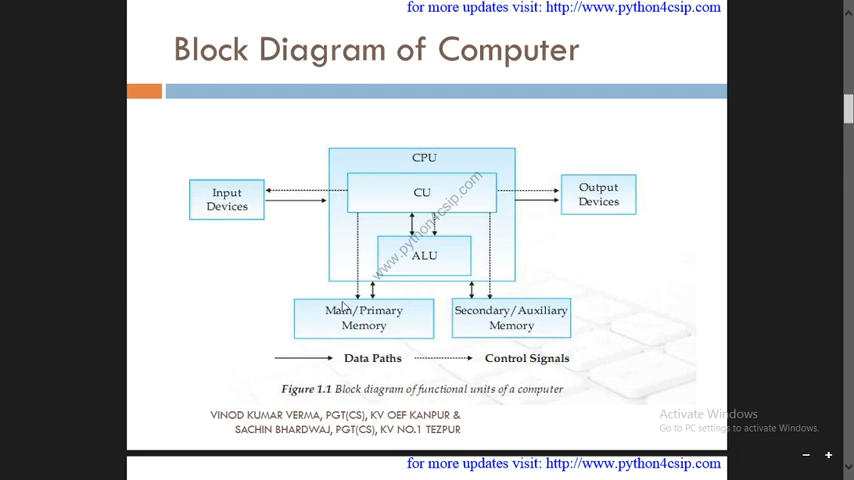 for more updates visit: http://www.python4csip.com
Block Diagram of Computer
CPU
CU
Input
Devices
Output
Devices
ALU
www.python4csip.com
Main/Primary
Memory
Secondary/Auxiliary
Memory
Data Paths
Control Signals
Figure 1.1 Block diagram of functional units of a computer
VINOD KUMAR VERMA, PGT(CS), KV OEF KANPUR &
SACHIN BHARDWAJ, PGT(CS), KV NO.1 TEZPUR
Activate Windows
Go to PC settings to activate Windows.
for more updates visit: http://www.python4csip.com